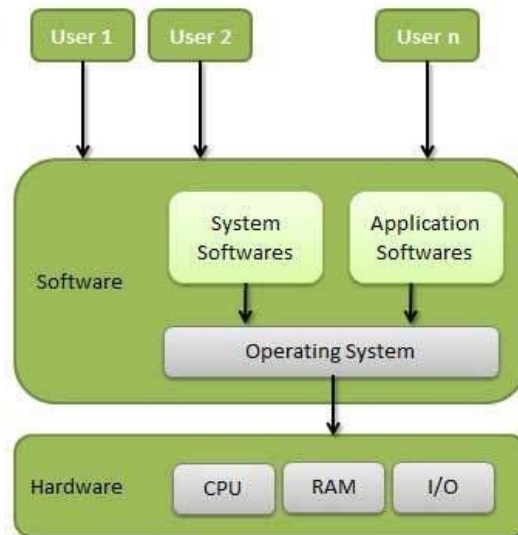 User 1
User 2
User n
System
Softwares
Application
Softwares
Software
Operating System
Hardware
CPU
RAM
I/O